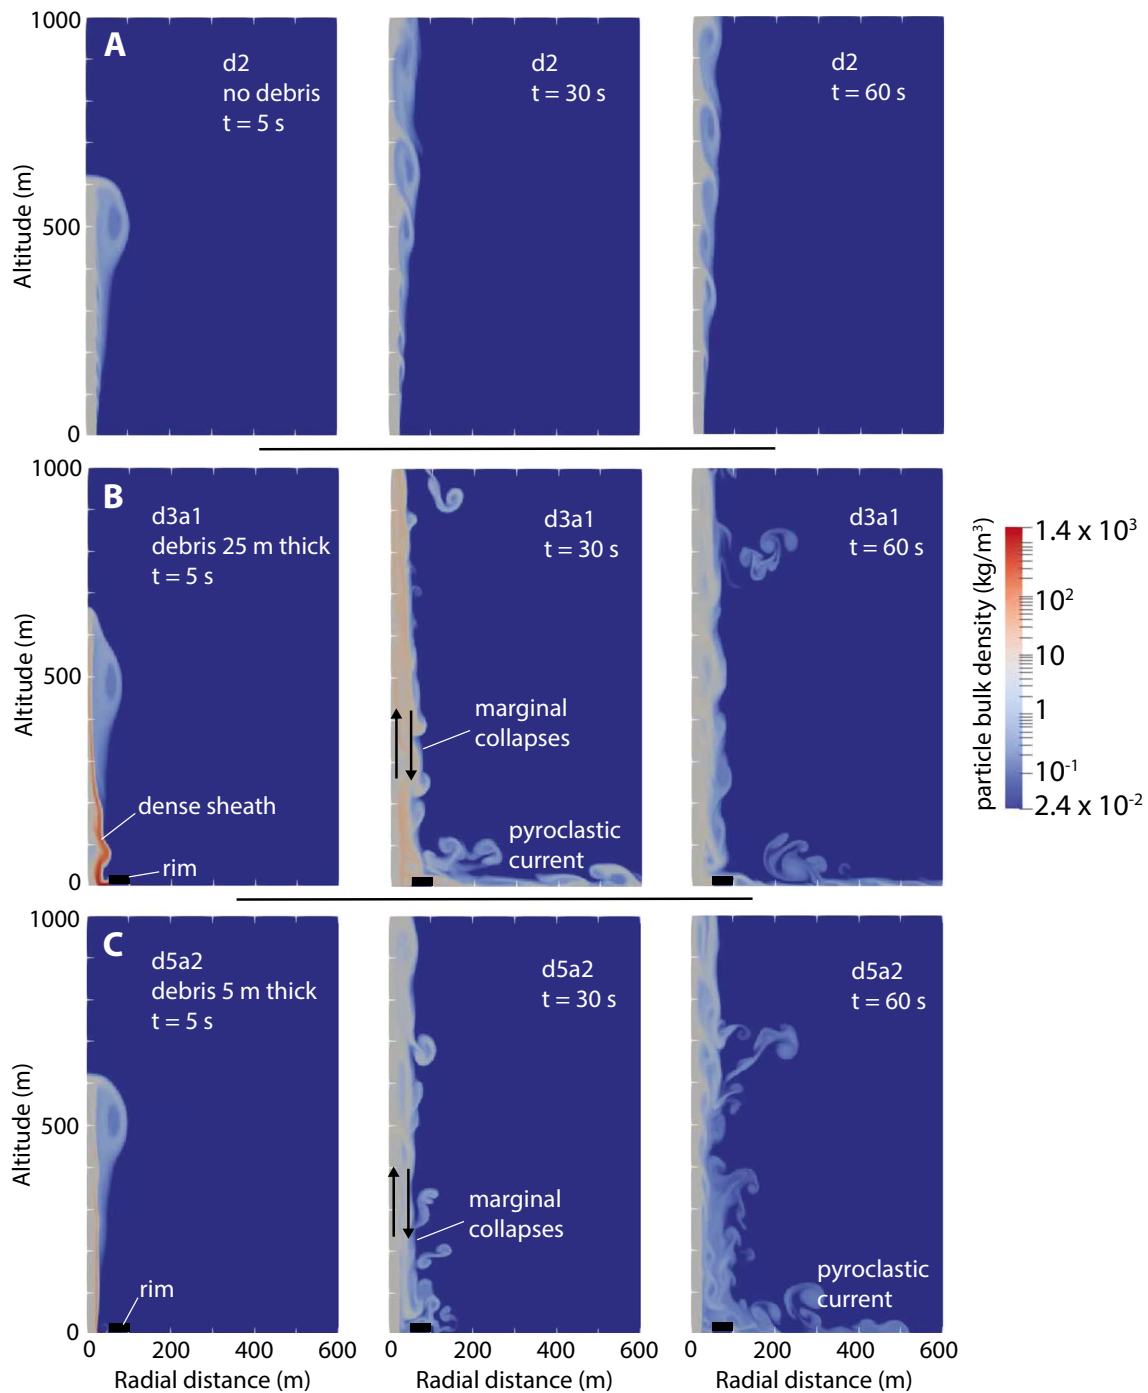 A
d2
no debris
t = 5 s
d2
t = 30 s
d2
t = 60 s
1000
500
0
Altitude (m)
B
d3a1
debris 25 m thick
t = 5 s
dense sheath
rim
d3a1
t = 30 s
marginal
collapses
pyroclastic
current
d3a1
t = 60 s
1000
500
0
Altitude (m)
particle bulk density (kg/m³)
1.4 x 10³
10²
10
1
10⁻¹
2.4 x 10⁻²
C
d5a2
debris 5 m thick
t = 5 s
rim
d5a2
t = 30 s
marginal
collapses
d5a2
t = 60 s
pyroclastic
current
1000
500
0
Altitude (m)
0 200 400 600
0 200 400 600
0 200 400 600
Radial distance (m)
Radial distance (m)
Radial distance (m)